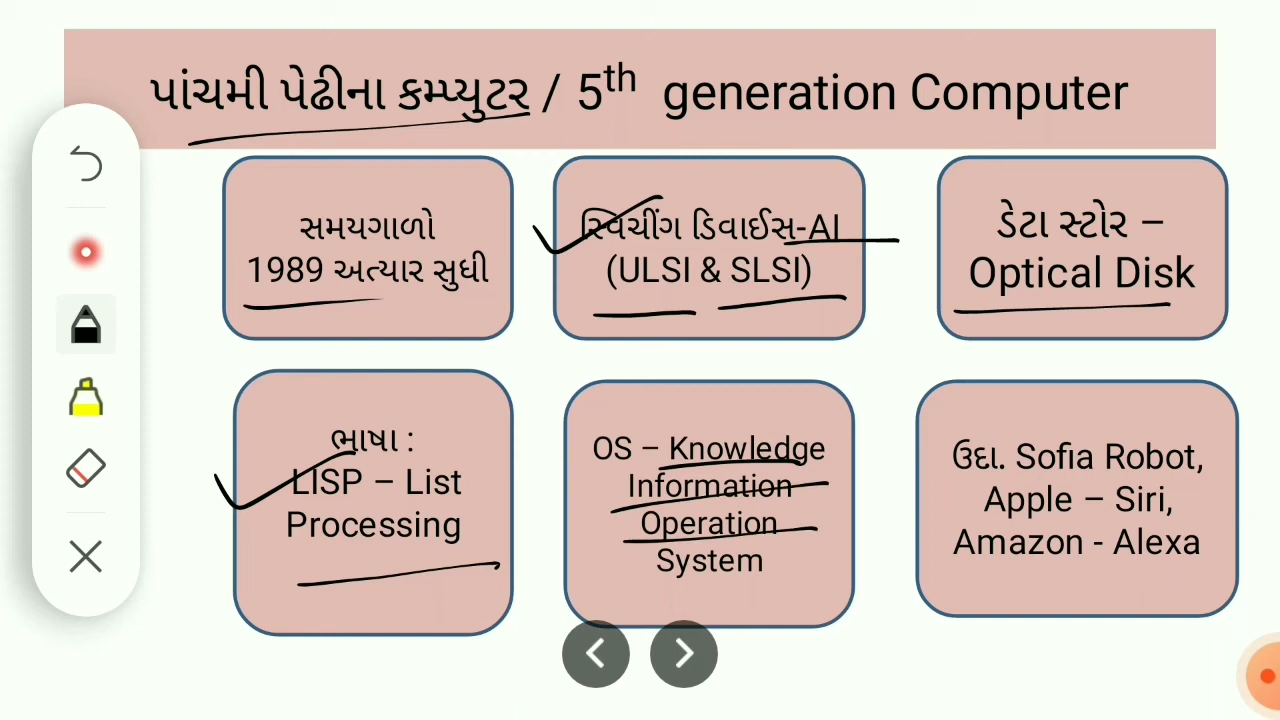 પાંચમી પેઢીના કમ્પ્યુટર / 5th generation Computer
સમયગાળો
1989 અત્યાર સુધી
સ્વિચીંગ ડિવાઈસ-AI
(ULSI & SLSI)
ડેટા સ્ટોર –
Optical Disk
ભાષા :
LISP – List
Processing
OS – Knowledge
Information
Operation
System
ઉદા. Sofia Robot,
Apple – Siri,
Amazon - Alexa